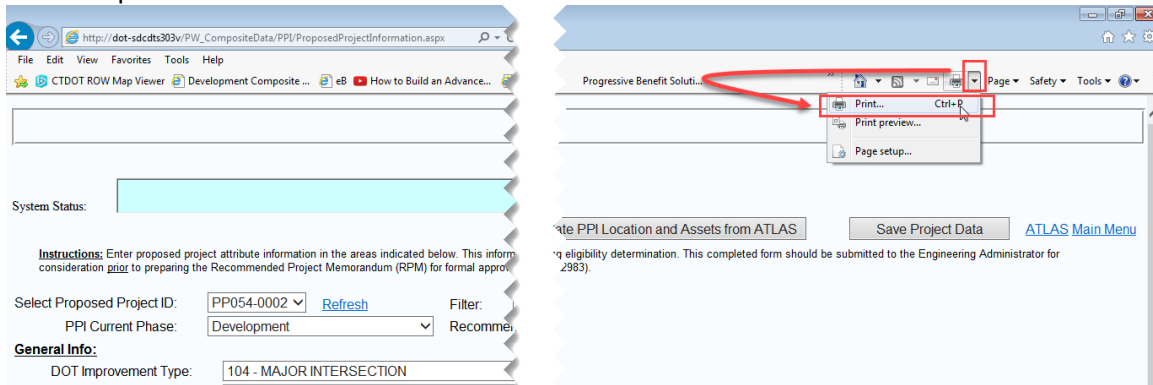 http://dot-sdcdts303v/PW_CompositeData/PPI/ProposedProjectInformation.aspx
File Edit View Favorites Tools Help
CTDOT ROW Map Viewer Development Composite ... eB How to Build an Advance... Progressive Benefit Soluti... Page Safety Tools
Print... Ctrl+P
Print preview...
Page setup...
System Status:
PPI Location and Assets from ATLAS Save Project Data ATLAS Main Menu
Instructions: Enter proposed project attribute information in the areas indicated below. This eligibility determination. This completed form should be submitted to the Engineering Administrator for
consideration prior to preparing the Recommended Project Memorandum (RPM) for formal 2983).
Select Proposed Project ID: PP054-0002 Refresh Filter:
PPI Current Phase: Development
General Info:
DOT Improvement Type: 104 - MAJOR INTERSECTION